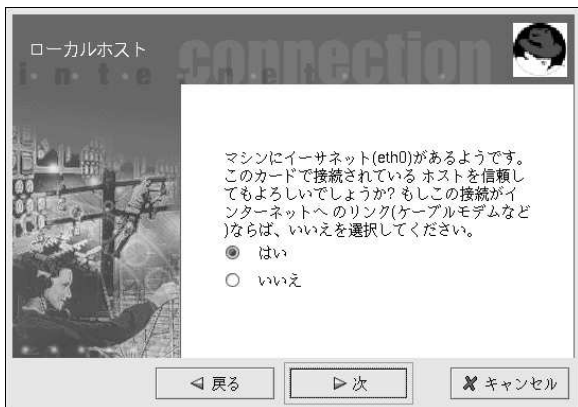 ローカルホスト
internet connection
マシンにイーサネット(eth0)があるようです。
このカードで接続されている ホストを信頼し
てもよろしいでしょうか? もしこの接続がイ
ンターネットへ のリンク(ケーブルモデムなど
)ならば、いいえを選択してください。
はい
いいえ
戻る
次
キャンセル